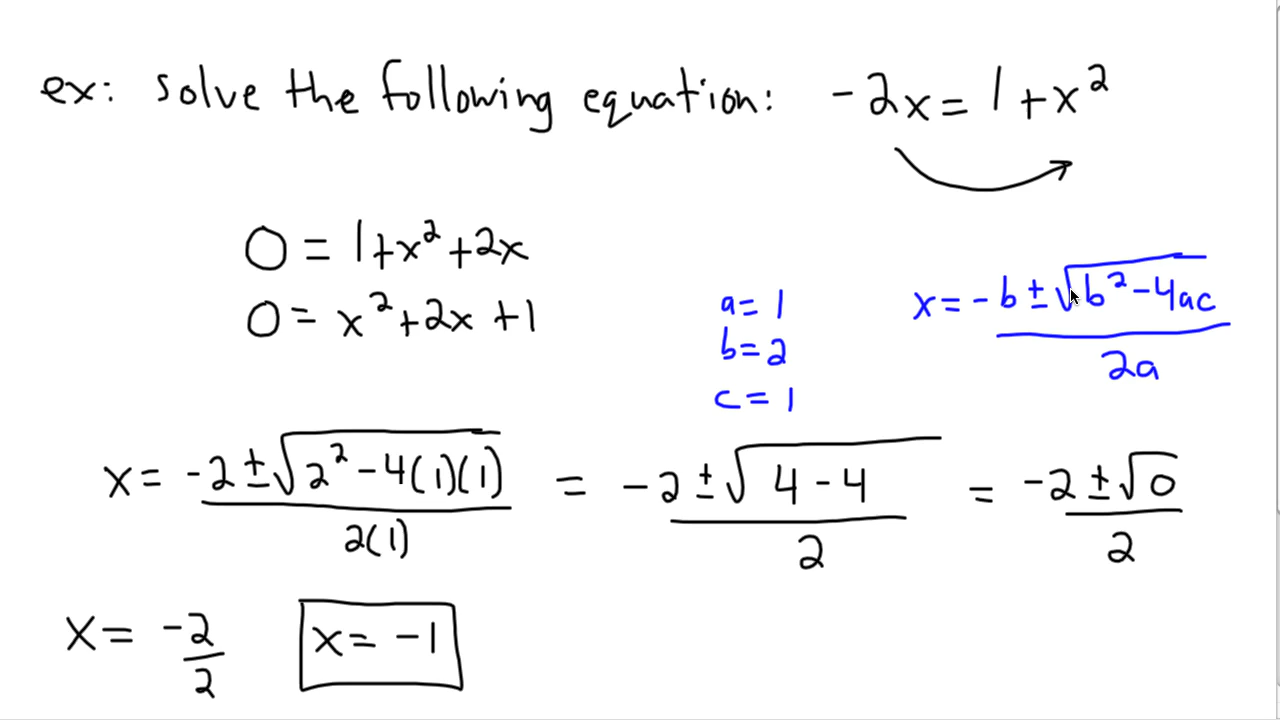 ex: solve the following equation: -2x = 1 + x²
0 = 1 + x² + 2x
0 = x² + 2x + 1
a = 1
b = 2
c = 1
x = -b ± √(b² - 4ac) / 2a
x = -2 ± √(2² - 4(1)(1)) / 2(1) = -2 ± √(4 - 4) / 2 = -2 ± √0 / 2
x = -2/2 x = -1